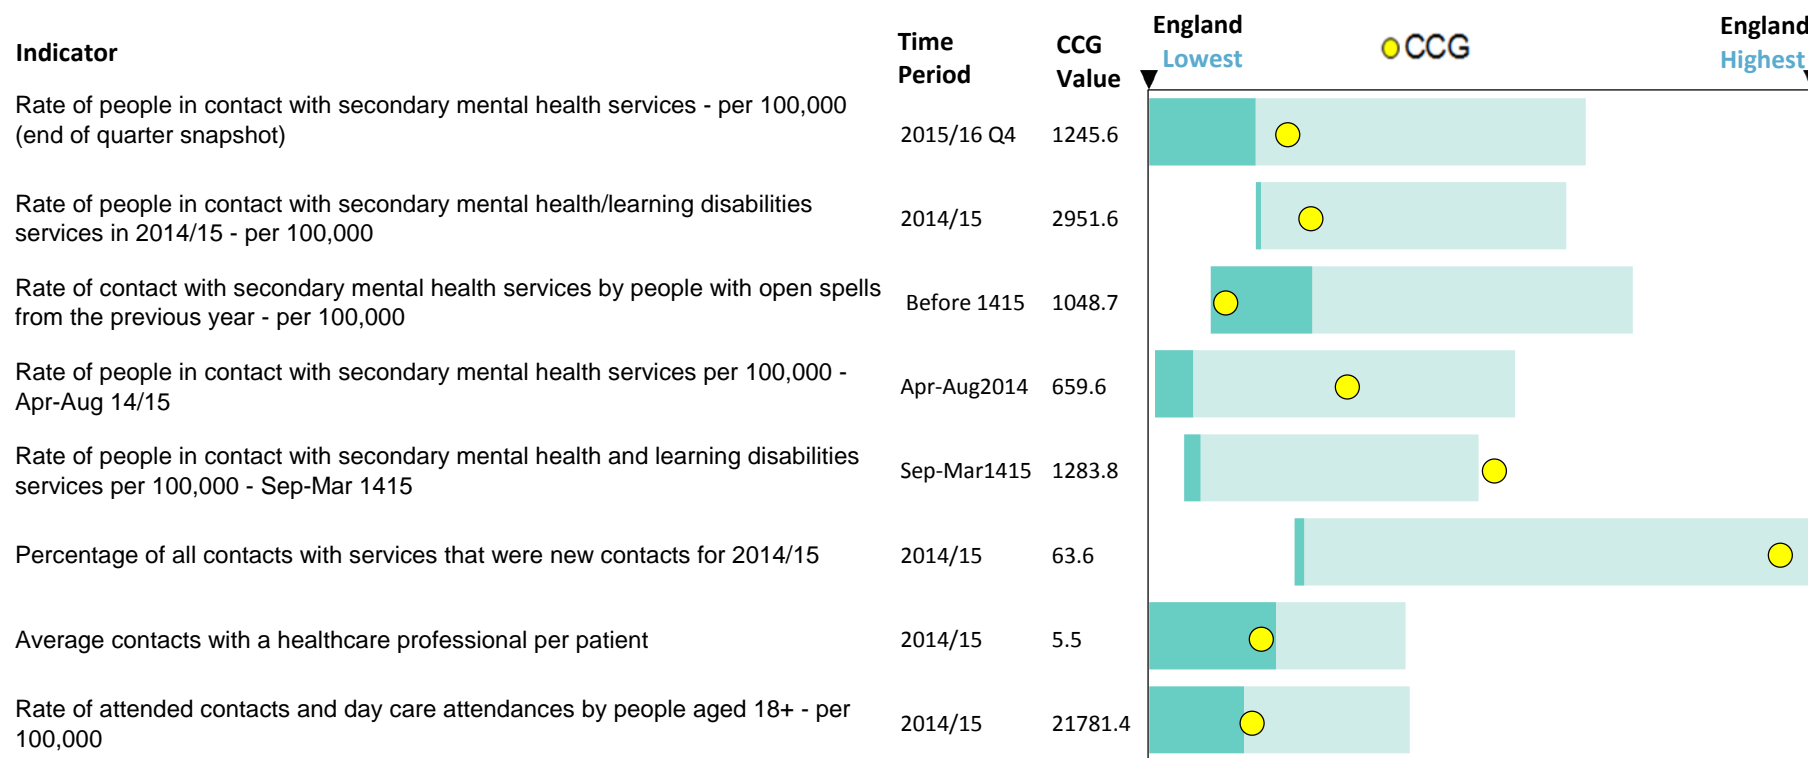 Indicator
Time
Period
CCG
Value
England
Lowest
CCG
England
Highest
Rate of people in contact with secondary mental health services - per 100,000
(end of quarter snapshot)
2015/16 Q4
1245.6
Rate of people in contact with secondary mental health/learning disabilities
services in 2014/15 - per 100,000
2014/15
2951.6
Rate of contact with secondary mental health services by people with open spells
from the previous year - per 100,000
Before 1415
1048.7
Rate of people in contact with secondary mental health services per 100,000 -
Apr-Aug 14/15
Apr-Aug2014
659.6
Rate of people in contact with secondary mental health and learning disabilities
services per 100,000 - Sep-Mar 1415
Sep-Mar1415
1283.8
Percentage of all contacts with services that were new contacts for 2014/15
2014/15
63.6
Average contacts with a healthcare professional per patient
2014/15
5.5
Rate of attended contacts and day care attendances by people aged 18+ - per
100,000
2014/15
21781.4